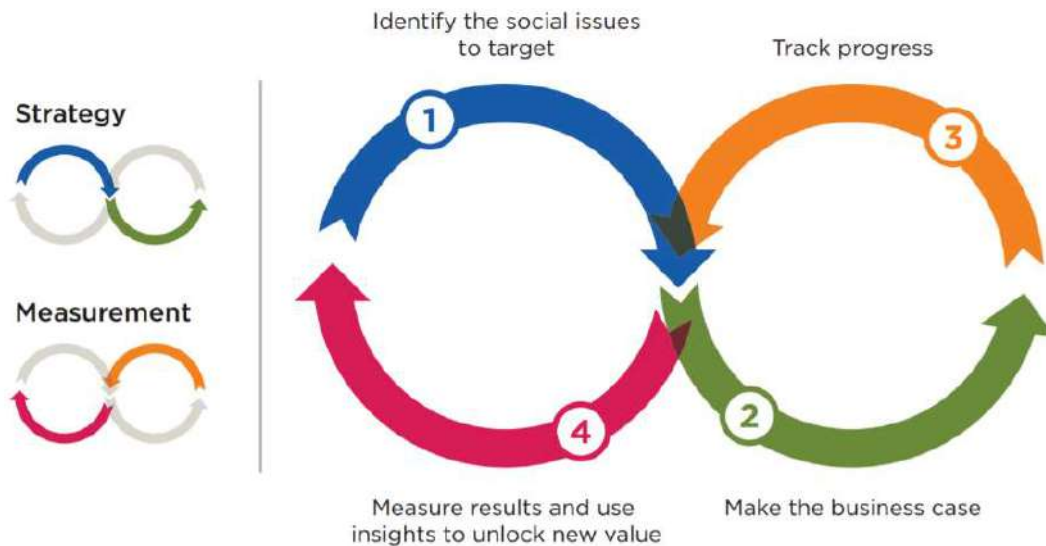 Strategy
Measurement
Identify the social issues
to target
1
Track progress
3
4
Measure results and use
insights to unlock new value
2
Make the business case